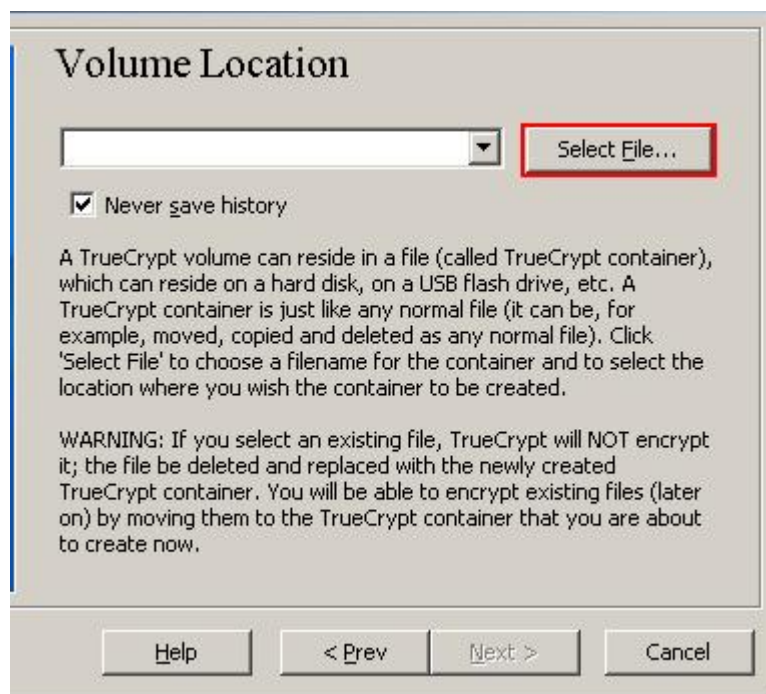 Volume Location
Select File...
Never save history
A TrueCrypt volume can reside in a file (called TrueCrypt container),
which can reside on a hard disk, on a USB flash drive, etc. A
TrueCrypt container is just like any normal file (it can be, for
example, moved, copied and deleted as any normal file). Click
'Select File' to choose a filename for the container and to select the
location where you wish the container to be created.
WARNING: If you select an existing file, TrueCrypt will NOT encrypt
it; the file be deleted and replaced with the newly created
TrueCrypt container. You will be able to encrypt existing files (later
on) by moving them to the TrueCrypt container that you are about
to create now.
Help < Prev Next > Cancel